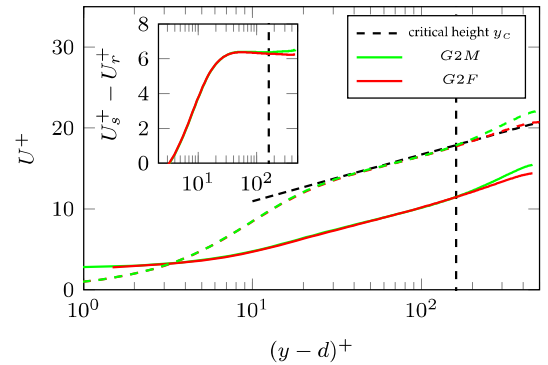 8
6
4
2
0
U_s^+ − U_r^+
10^1
10^2
critical height y_c
G2M
G2F
30
20
10
0
U^+
10^0
10^1
10^2
(y − d)^+